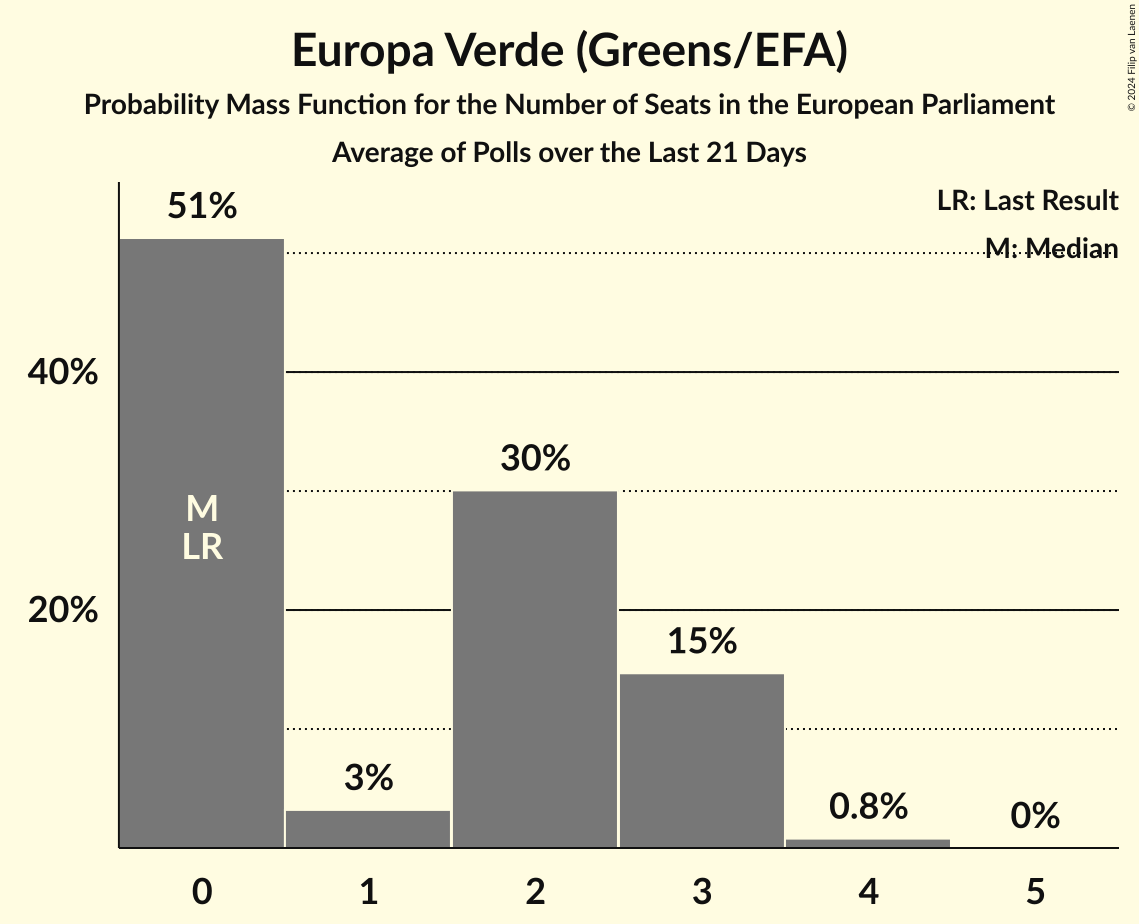 Europa Verde (Greens/EFA)
Probability Mass Function for the Number of Seats in the European Parliament
Average of Polls over the Last 21 Days
© 2024 Filip van Laenen
LR: Last Result
M: Median
51%
40%
30%
M
LR
20%
15%
3%
0.8%
0%
0 1 2 3 4 5